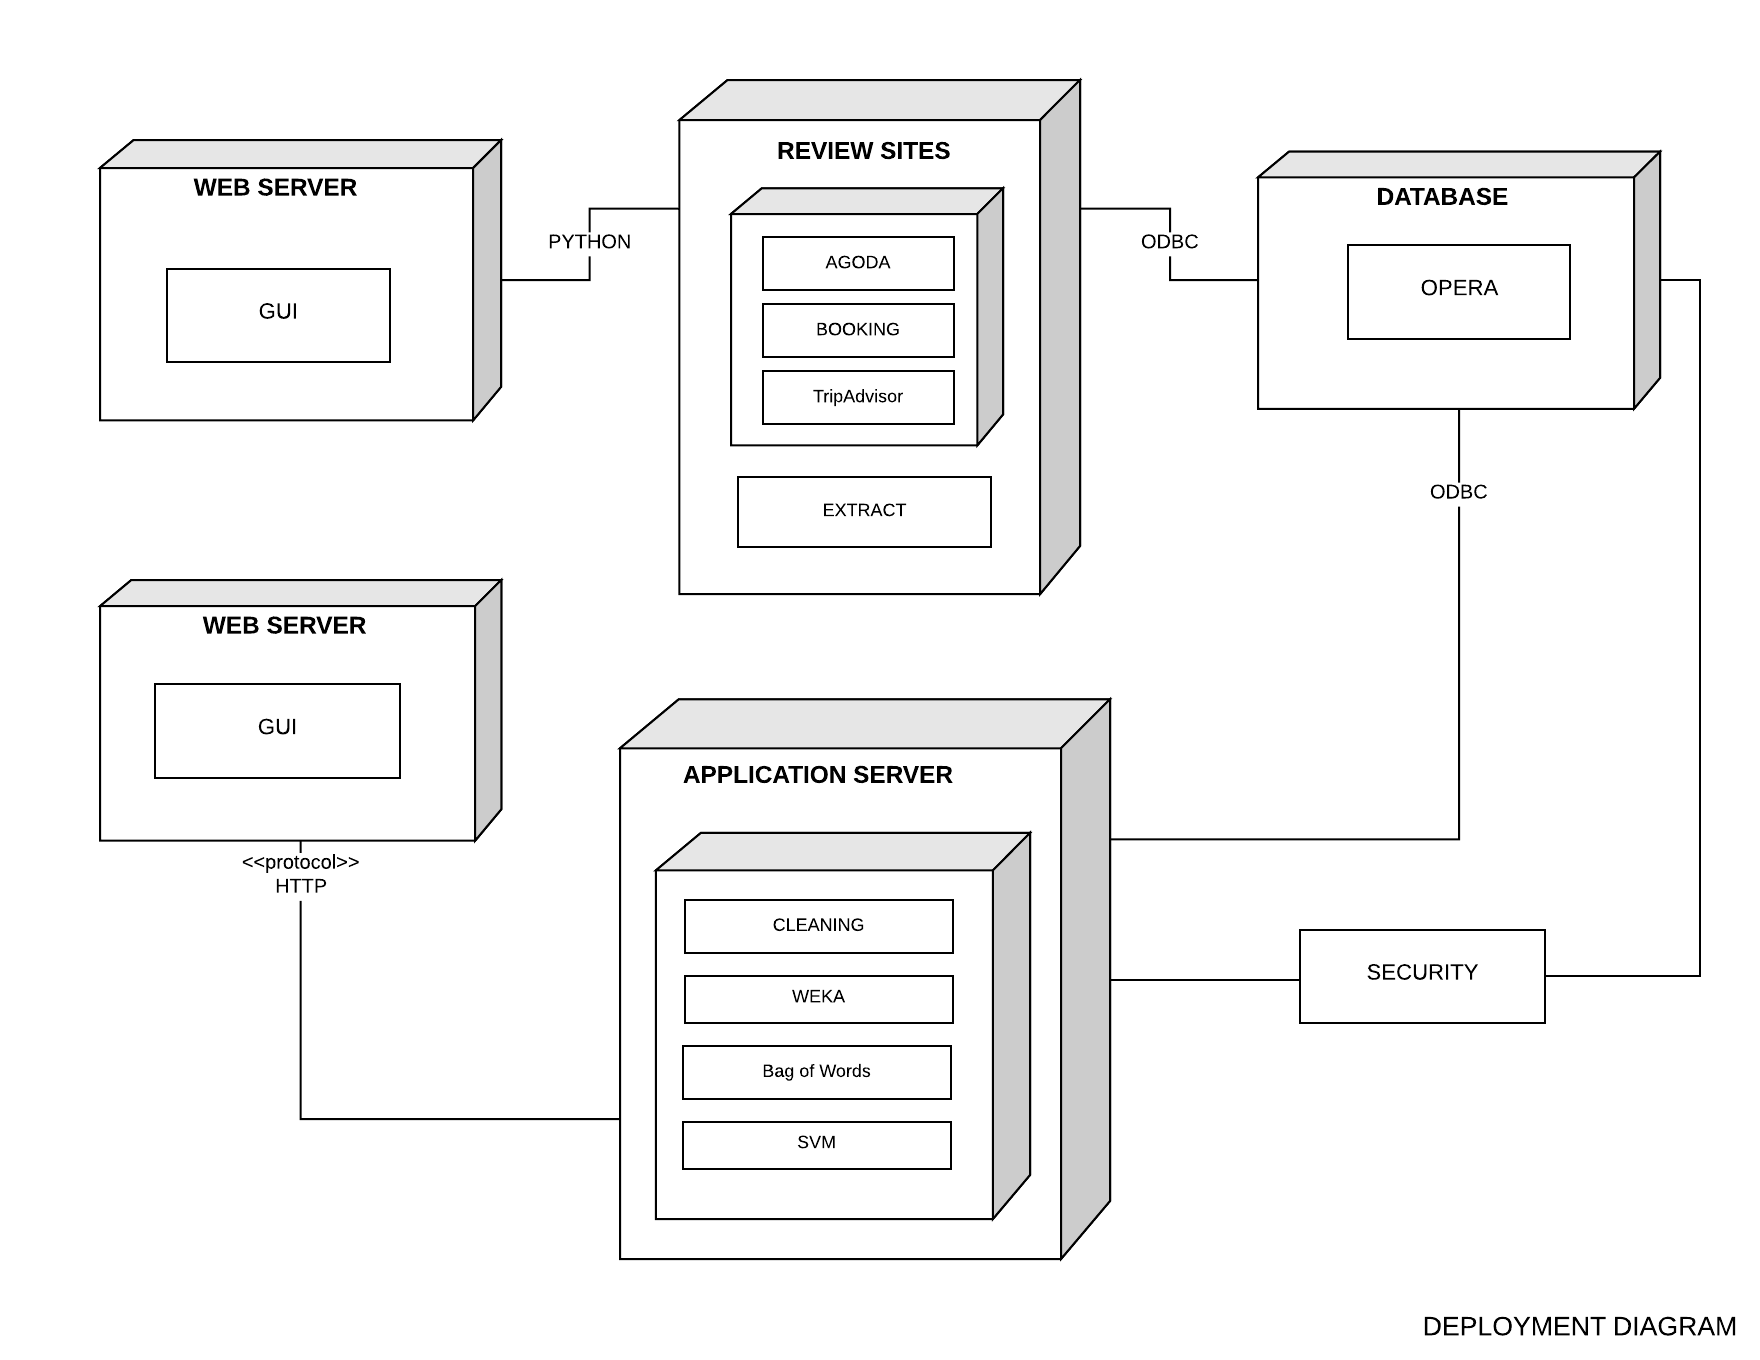 WEB SERVER
GUI
PYTHON
REVIEW SITES
AGODA
BOOKING
TripAdvisor
EXTRACT
ODBC
DATABASE
OPERA
ODBC
WEB SERVER
GUI
<<protocol>>
HTTP
APPLICATION SERVER
CLEANING
WEKA
Bag of Words
SVM
SECURITY
DEPLOYMENT DIAGRAM